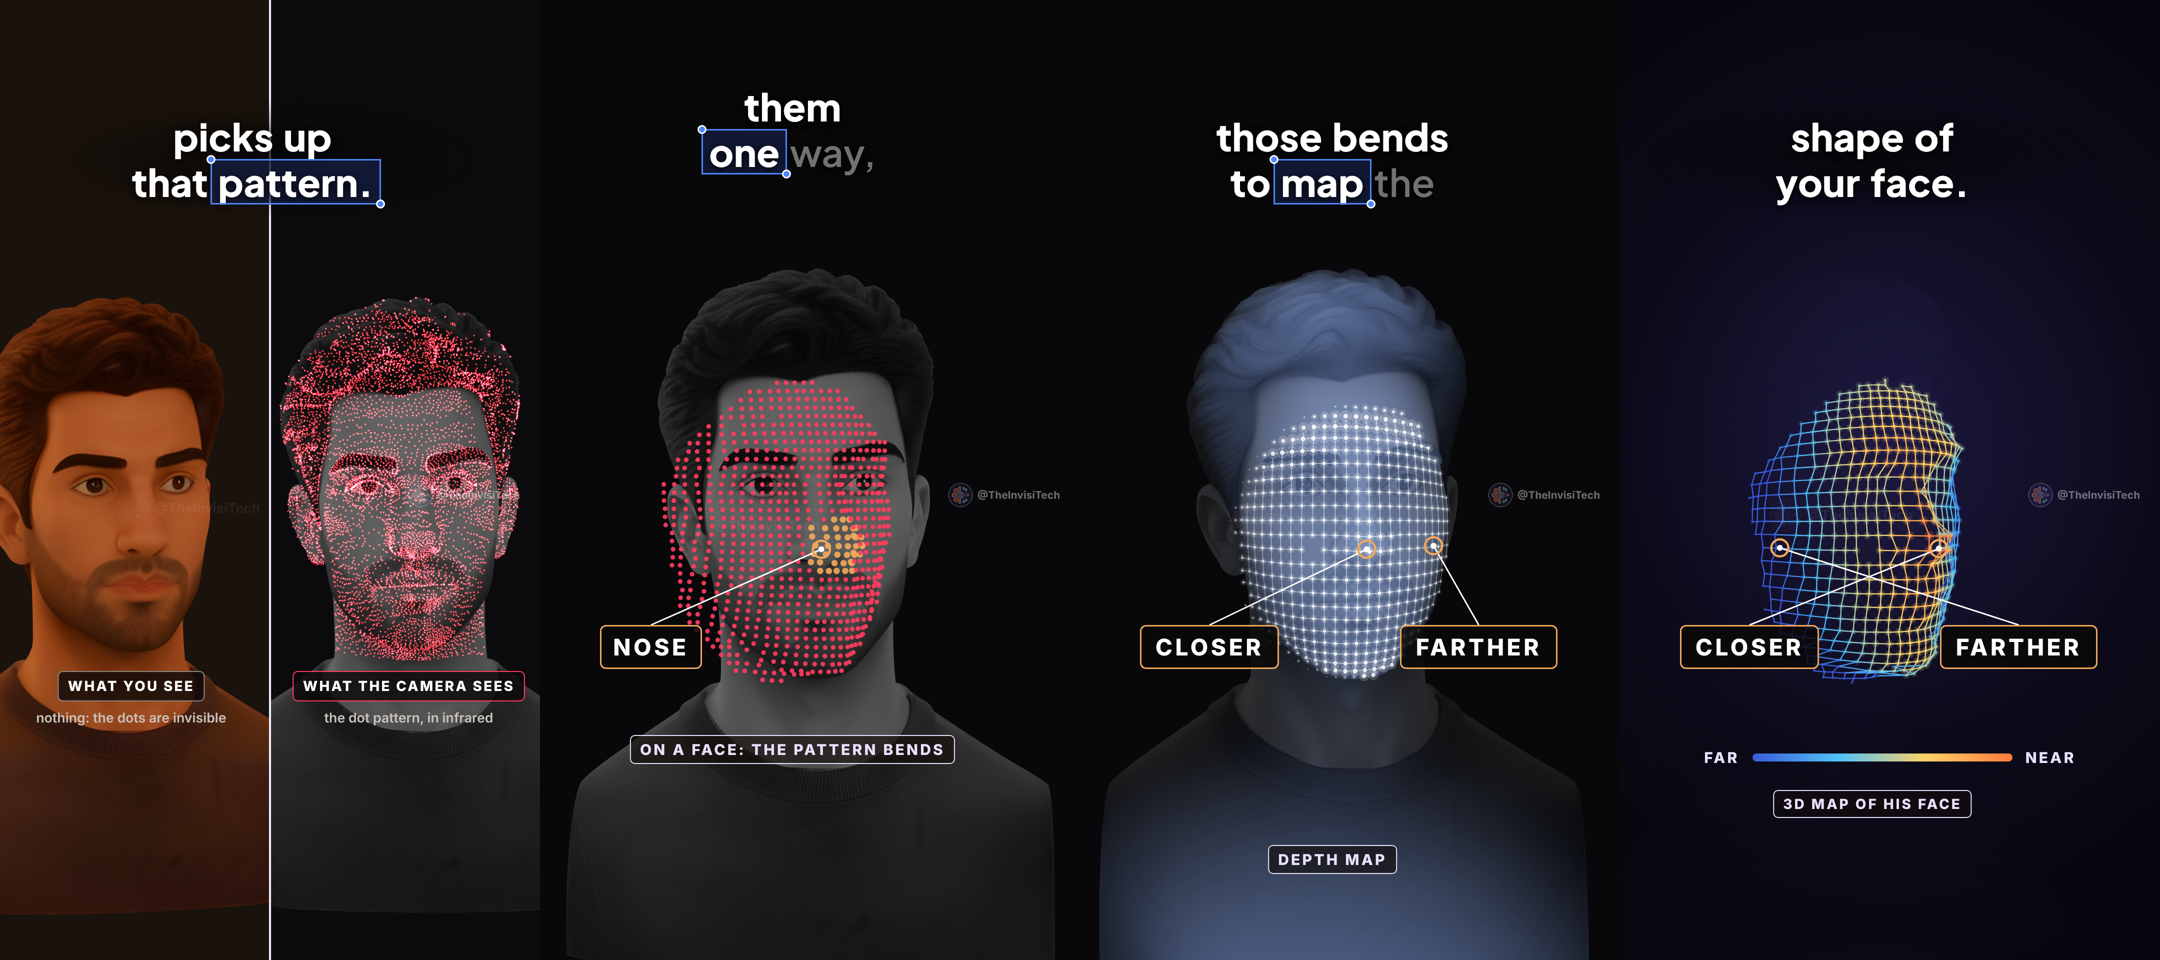 picks up
that pattern.
@TheInvisiTech
@TheInvisiTech
WHAT YOU SEE
nothing: the dots are invisible
WHAT THE CAMERA SEES
the dot pattern, in infrared
them
one way,
@TheInvisiTech
NOSE
ON A FACE: THE PATTERN BENDS
those bends
to map the
@TheInvisiTech
CLOSER
FARTHER
DEPTH MAP
shape of
your face.
@TheInvisiTech
CLOSER
FARTHER
FAR
NEAR
3D MAP OF HIS FACE